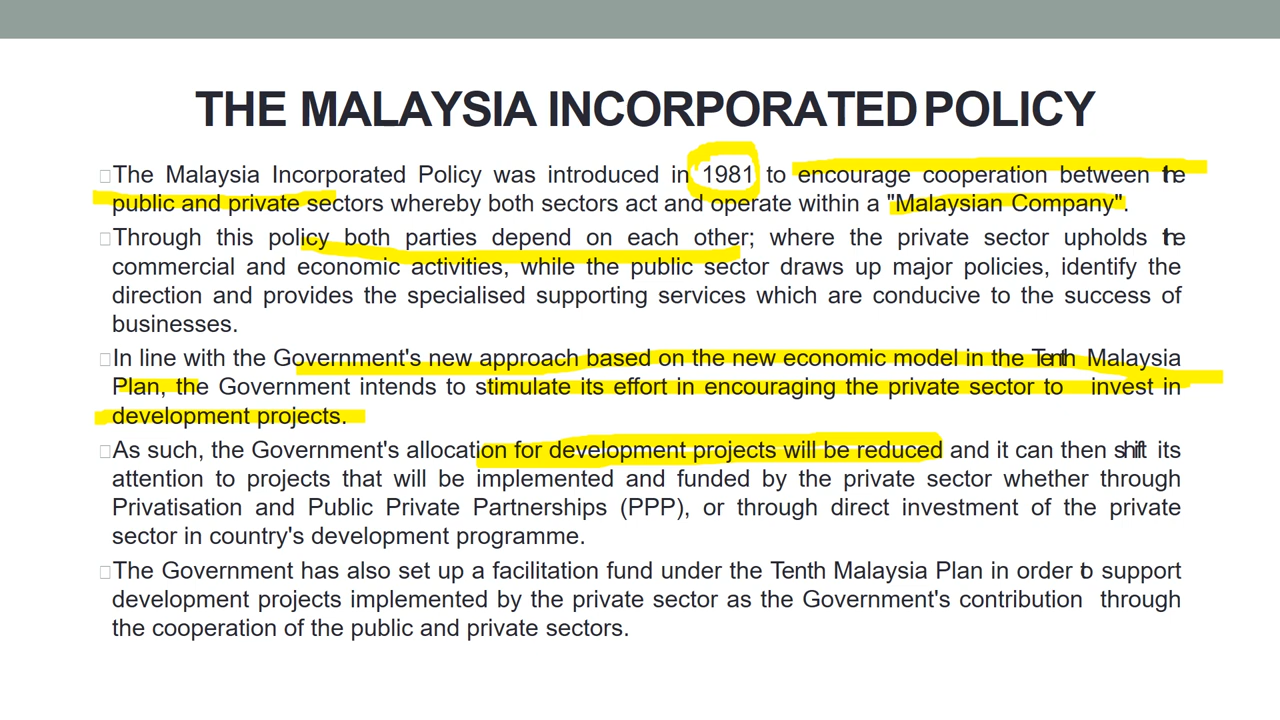 THE MALAYSIA INCORPORATED POLICY
The Malaysia Incorporated Policy was introduced in 1981 to encourage cooperation between the
public and private sectors whereby both sectors act and operate within a "Malaysian Company".
Through this policy both parties depend on each other; where the private sector upholds the
commercial and economic activities, while the public sector draws up major policies, identify the
direction and provides the specialised supporting services which are conducive to the success of
businesses.
In line with the Government's new approach based on the new economic model in the Tenth Malaysia
Plan, the Government intends to stimulate its effort in encouraging the private sector to invest in
development projects.
As such, the Government's allocation for development projects will be reduced and it can then shift its
attention to projects that will be implemented and funded by the private sector whether through
Privatisation and Public Private Partnerships (PPP), or through direct investment of the private
sector in country's development programme.
The Government has also set up a facilitation fund under the Tenth Malaysia Plan in order to support
development projects implemented by the private sector as the Government's contribution through
the cooperation of the public and private sectors.